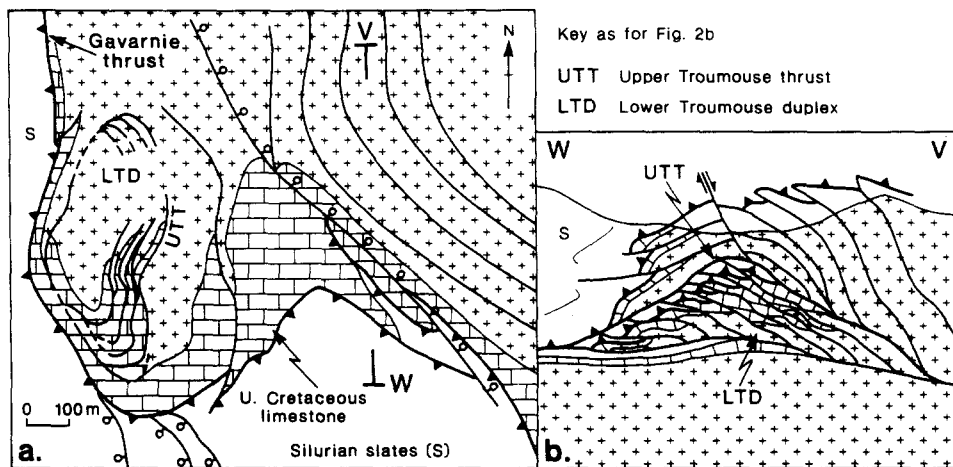 Gavarnie
thrust
V
N
S
LTD
UTT
W
0 100m
U. Cretaceous
limestone
Silurian slates (S)
a.
Key as for Fig. 2b
UTT Upper Troumouse thrust
LTD Lower Troumouse duplex
W
V
UTT
S
LTD
b.